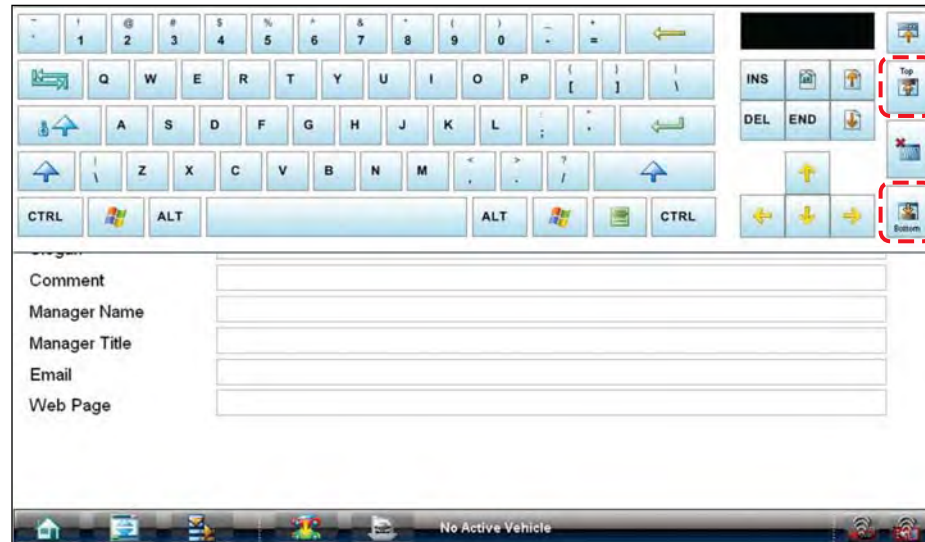 ~ ! @ # $ % ^ & * ( ) _ +
` 1 2 3 4 5 6 7 8 9 0 - =
Q W E R T Y U I O P { [ } ] | \ INS Top
A S D F G H J K L : ; " ' DEL END
| \ Z X C V B N M < , > . ? /
CTRL ALT ALT CTRL Bottom
Slogan
Comment
Manager Name
Manager Title
Email
Web Page
No Active Vehicle